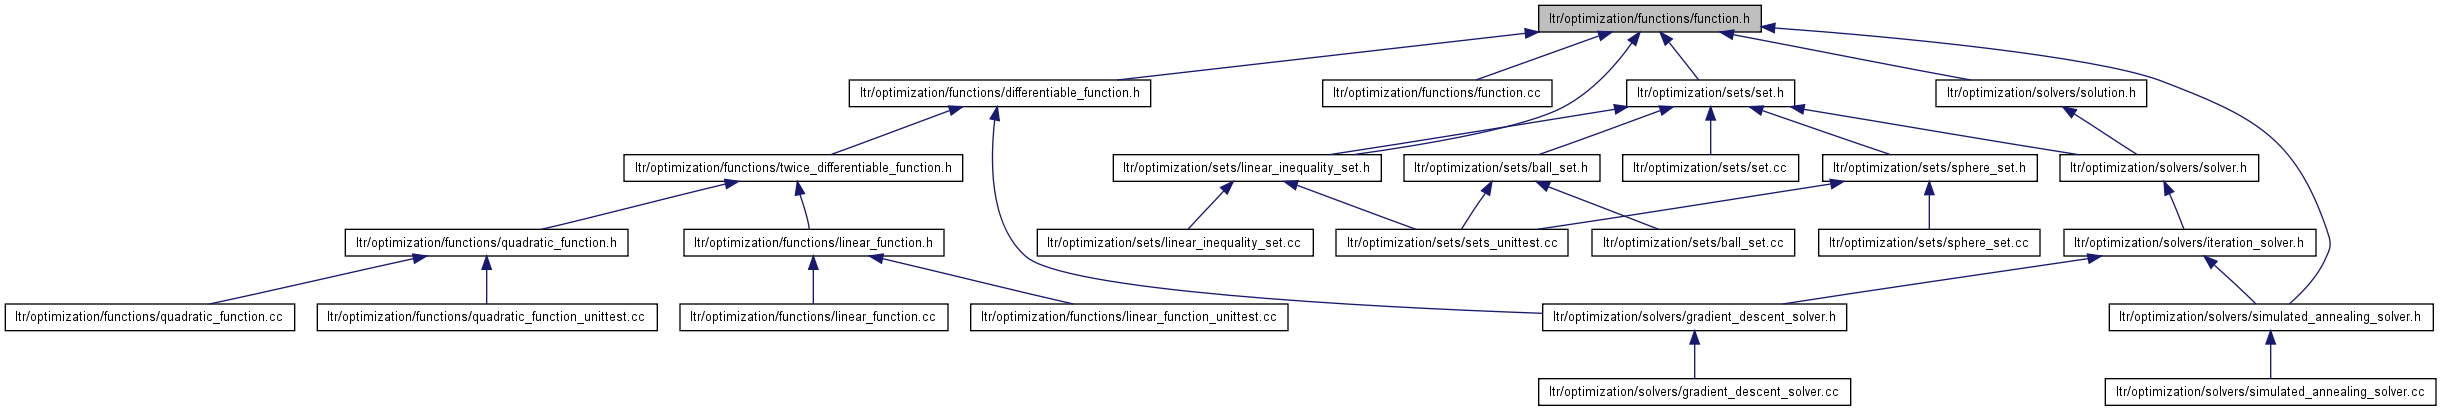 ltr/optimization/functions/function.h
ltr/optimization/functions/differentiable_function.h
ltr/optimization/functions/function.cc
ltr/optimization/sets/set.h
ltr/optimization/solvers/solution.h
ltr/optimization/functions/twice_differentiable_function.h
ltr/optimization/sets/linear_inequality_set.h
ltr/optimization/sets/ball_set.h
ltr/optimization/sets/set.cc
ltr/optimization/sets/sphere_set.h
ltr/optimization/solvers/solver.h
ltr/optimization/functions/quadratic_function.h
ltr/optimization/functions/linear_function.h
ltr/optimization/sets/linear_inequality_set.cc
ltr/optimization/sets/sets_unittest.cc
ltr/optimization/sets/ball_set.cc
ltr/optimization/sets/sphere_set.cc
ltr/optimization/solvers/iteration_solver.h
ltr/optimization/functions/quadratic_function.cc
ltr/optimization/functions/quadratic_function_unittest.cc
ltr/optimization/functions/linear_function.cc
ltr/optimization/functions/linear_function_unittest.cc
ltr/optimization/solvers/gradient_descent_solver.h
ltr/optimization/solvers/simulated_annealing_solver.h
ltr/optimization/solvers/gradient_descent_solver.cc
ltr/optimization/solvers/simulated_annealing_solver.cc